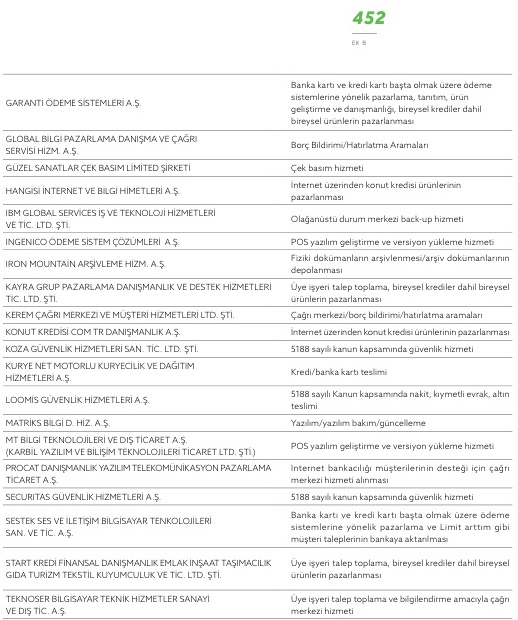 452
EK B
GARANTİ ÖDEME SİSTEMLERİ A.Ş.
Banka kartı ve kredi kartı başta olmak üzere ödeme
sistemlerine yönelik pazarlama, tanıtım, ürün
geliştirme ve danışmanlığı, bireysel krediler dahil
bireysel ürünlerin pazarlanması
GLOBAL BİLGİ PAZARLAMA DANIŞMA VE ÇAĞRI
SERVİSİ HİZM. A.Ş.
Borç Bildirimi/Hatırlatma Aramaları
GÜZEL SANATLAR ÇEK BASIM LİMİTED ŞİRKETİ
Çek basım hizmeti
HANGİSİ İNTERNET VE BİLGİ HİMETLERİ A.Ş.
İnternet üzerinden konut kredisi ürünlerinin
pazarlanması
IBM GLOBAL SERVICES İŞ VE TEKNOLOJİ HİZMETLERİ
VE TİC. LTD. ŞTİ.
Olağanüstü durum merkezi back-up hizmeti
INGENICO ÖDEME SİSTEM ÇÖZÜMLERİ A.Ş.
POS yazılım geliştirme ve versiyon yükleme hizmeti
IRON MOUNTAIN ARŞİVLEME HİZM. A.Ş.
Fiziki dokümanların arşivlenmesi/arşiv dokümanlarının
depolanması
KAYRA GRUP PAZARLAMA DANIŞMANLIK VE DESTEK HİZMETLERİ
TİC. LTD. ŞTİ.
Üye işyeri talep toplama, bireysel krediler dahil bireysel
ürünlerin pazarlanması
KEREM ÇAĞRI MERKEZİ VE MÜŞTERİ HİZMETLERİ LTD. ŞTİ.
Çağrı merkezi/borç bildirimi/hatırlatma aramaları
KONUT KREDİSİ COM TR DANIŞMANLIK A.Ş.
İnternet üzerinden konut kredisi ürünlerinin pazarlanması
KOZA GÜVENLİK HİZMETLERİ SAN. TİC. LTD. ŞTİ.
5188 sayılı kanun kapsamında güvenlik hizmeti
KURYE NET MOTORLU KURYECİLİK VE DAĞITIM
HİZMETLERİ A.Ş.
Kredi/banka kartı teslimi
LOOMİS GÜVENLİK HİZMETLERİ A.Ş.
5188 sayılı Kanun kapsamında nakit, kıymetli evrak, altın
teslimi
MATRİKS BİLGİ D. HIZ. A.Ş.
Yazılım/yazılım bakım/güncelleme
MT BİLGİ TEKNOLOJİLERİ VE DIŞ TİCARET A.Ş.
(KARBİL YAZILIM VE BİLİŞİM TEKNOLOJİLERİ TİCARET LTD. ŞTİ.)
POS yazılım geliştirme ve versiyon yükleme hizmeti
PROCAT DANIŞMANLIK YAZILIM TELEKOMÜNİKASYON PAZARLAMA
TİCARET A.Ş.
Internet bankacılığı müşterilerinin desteği için çağrı
merkezi hizmeti alınması
SECURITAS GÜVENLİK HİZMETLERİ A.Ş.
5188 sayılı kanun kapsamında güvenlik hizmeti
SESTEK SES VE İLETİŞİM BİLGİSAYAR TENKOLOJİLERİ
SAN. VE TİC. A.Ş.
Banka kartı ve kredi kartı başta olmak üzere ödeme
sistemlerine yönelik pazarlama ve Limit arttım gibi
müşteri taleplerinin bankaya aktarılması
START KREDİ FİNANSAL DANIŞMANLIK EMLAK İNŞAAT TAŞIMACILIK
GIDA TURİZM TEKSTİL KUYUMCULUK VE TIC. LTD. ŞTİ.
Üye işyeri talep toplama, bireysel krediler dahil bireysel
ürünlerin pazarlanması
TEKNOSER BİLGİSAYAR TEKNİK HİZMETLER SANAYİ
VE DIŞ TİC. A.Ş.
Üye işyeri talep toplama ve bilgilendirme amacıyla çağrı
merkezi hizmeti